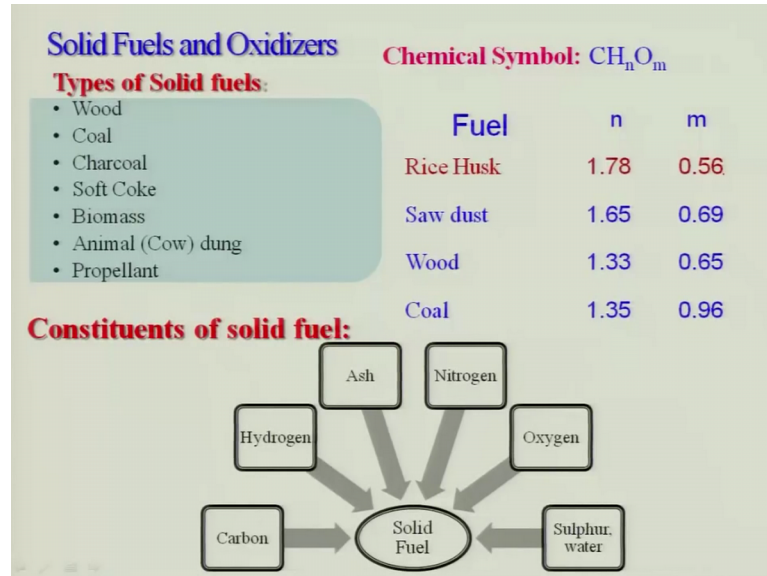 Solid Fuels and Oxidizers
Types of Solid fuels:
• Wood
• Coal
• Charcoal
• Soft Coke
• Biomass
• Animal (Cow) dung
• Propellant
Chemical Symbol: CHnOm
Fuel n m
Rice Husk 1.78 0.56
Saw dust 1.65 0.69
Wood 1.33 0.65
Coal 1.35 0.96
Constituents of solid fuel:
Ash
Nitrogen
Hydrogen
Oxygen
Carbon
Solid
Fuel
Sulphur,
water